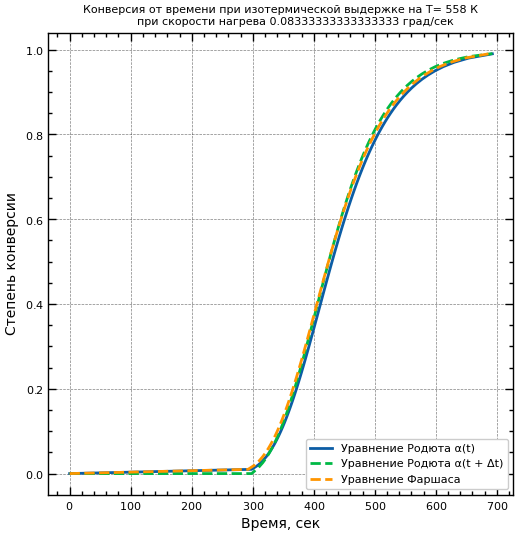 Конверсия от времени при изотермической выдержке на T= 558 К
при скорости нагрева 0.08333333333333333 град/сек
Степень конверсии
1.0
0.8
0.6
0.4
0.2
0.0
Уравнение Родюта α(t)
Уравнение Родюта α(t + Δt)
Уравнение Фаршаса
0 100 200 300 400 500 600 700
Время, сек